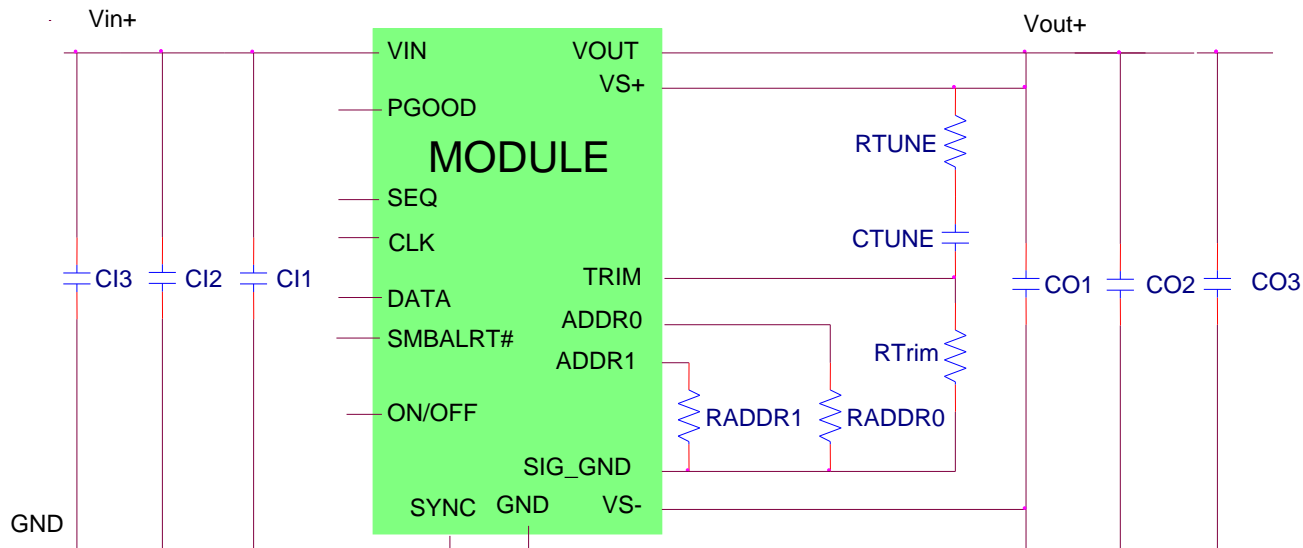 Vin+
Vout+
VIN
VOUT
VS+
PGOOD
RTUNE
MODULE
SEQ
CLK
CTUNE
TRIM
CI3
CI2
CI1
CO1
CO2
CO3
DATA
ADDR0
SMBALRT#
ADDR1
RTrim
ON/OFF
RADDR1
RADDR0
SIG_GND
SYNC
GND
VS-
GND